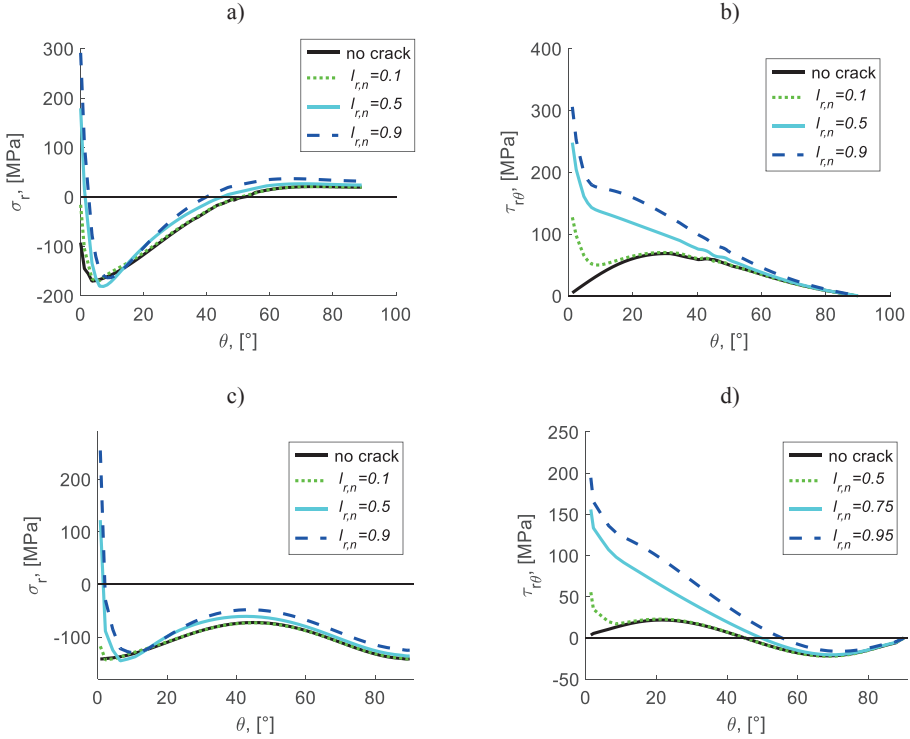 a)
300
200
100
0
-100
-200
0
20
40
60
80
100
σr, [MPa]
θ, [°]
no crack
lr,n=0.1
lr,n=0.5
lr,n=0.9
b)
400
300
200
100
0
0
20
40
60
80
100
τrθ, [MPa]
θ, [°]
no crack
lr,n=0.1
lr,n=0.5
lr,n=0.9
c)
200
100
0
-100
0
20
40
60
80
σr, [MPa]
θ, [°]
no crack
lr,n=0.1
lr,n=0.5
lr,n=0.9
d)
250
200
150
100
50
0
-50
0
20
40
60
80
τrθ, [MPa]
θ, [°]
no crack
lr,n=0.5
lr,n=0.75
lr,n=0.95